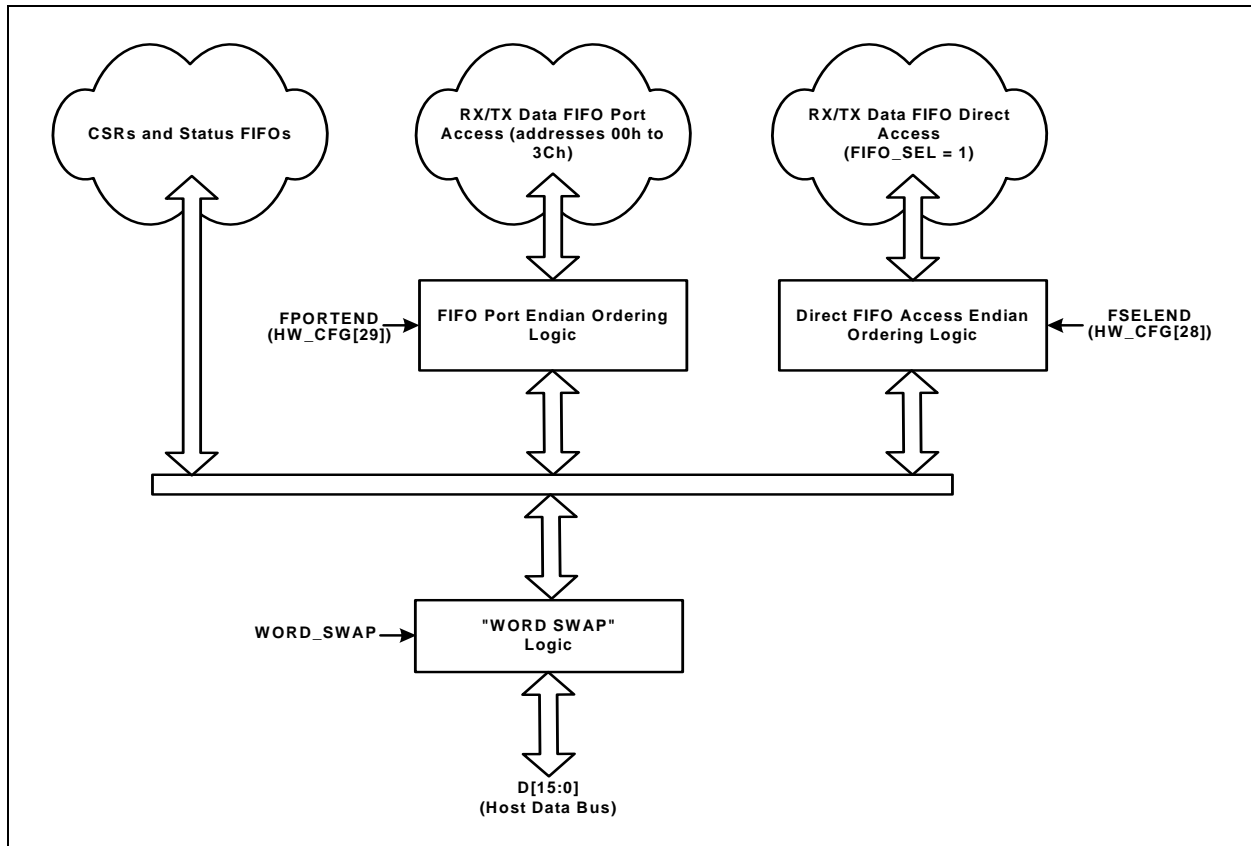 CSRs and Status FIFOs
RX/TX Data FIFO Port
Access (addresses 00h to
3Ch)
RX/TX Data FIFO Direct
Access
(FIFO_SEL = 1)
FPORTEND
(HW_CFG[29])
FIFO Port Endian Ordering
Logic
Direct FIFO Access Endian
Ordering Logic
FSELEND
(HW_CFG[28])
WORD_SWAP
"WORD SWAP"
Logic
D[15:0]
(Host Data Bus)